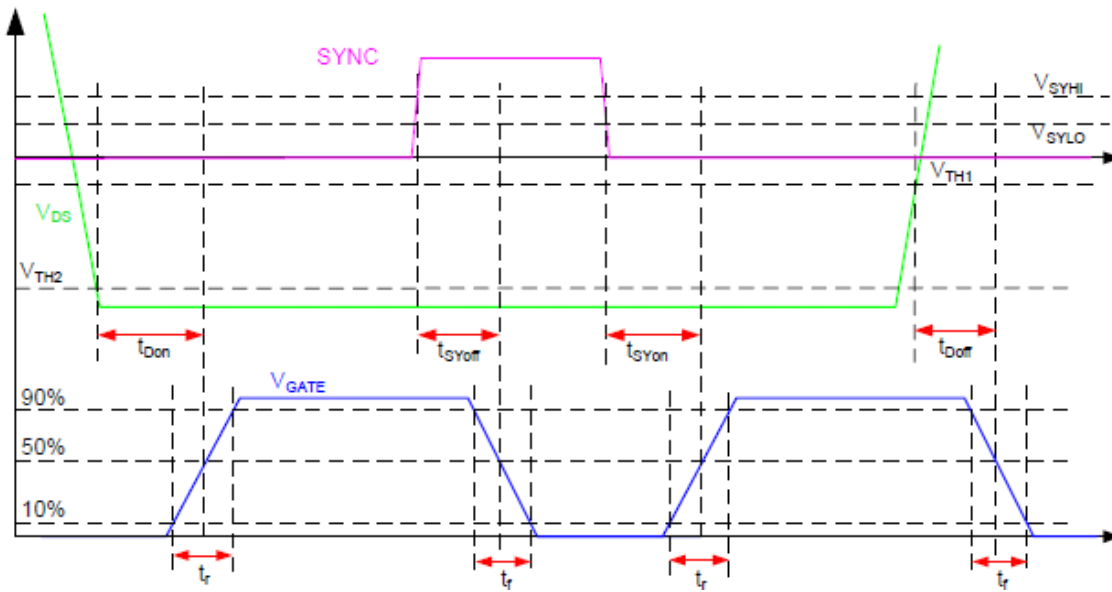 SYNC
VSYHI
VSYLO
VTH1
VDS
VTH2
tDon
tSYoff
tSYon
tDoff
VGATE
90%
50%
10%
tr
tf
tr
tf